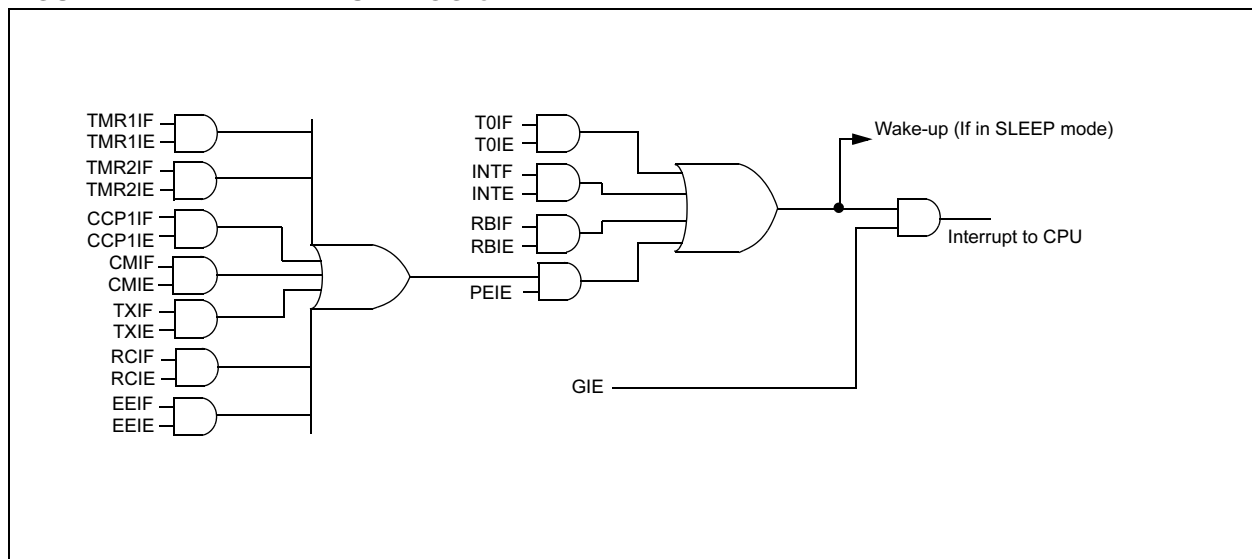 TMR1IF
TMR1IE
TMR2IF
TMR2IE
CCP1IF
CCP1IE
CMIF
CMIE
TXIF
TXIE
RCIF
RCIE
EEIF
EEIE
T0IF
T0IE
INTF
INTE
RBIF
RBIE
PEIE
GIE
Wake-up (If in SLEEP mode)
Interrupt to CPU